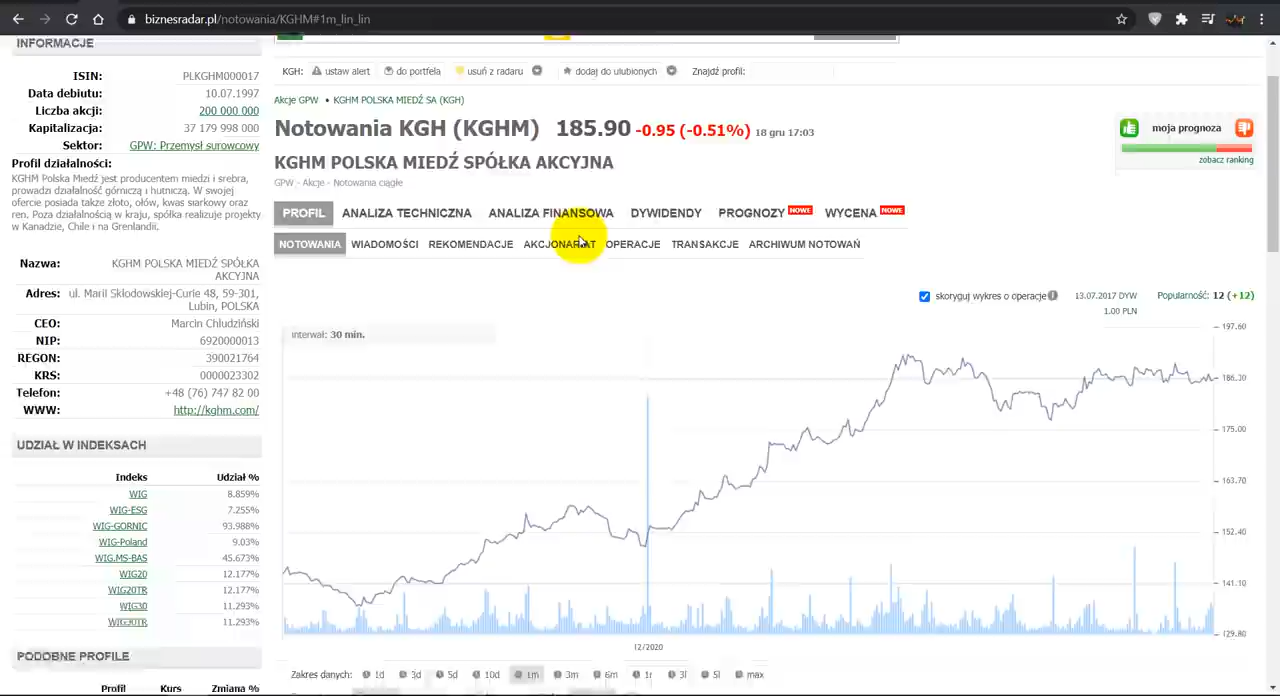 biznesradar.pl/notowania/KGHM#1m_lin_lin
INFORMACJE
ISIN: PLKGHM000017
Data debiutu: 10.07.1997
Liczba akcji: 200 000 000
Kapitalizacja: 37 179 998 000
Sektor: GPW: Przemysł surowcowy
Profil działalności:
KGHM Polska Miedź jest producentem miedzi i srebra,
prowadzi działalność górniczą i hutniczą. W swojej
ofercie posiada także złoto, ołów, kwas siarkowy oraz
ren. Poza działalnością w kraju, spółka realizuje projekty
w Kanadzie, Chile i na Grenlandii.
Nazwa: KGHM POLSKA MIEDŹ SPÓŁKA
AKCYJNA
Adres: ul. Marii Skłodowskiej-Curie 48, 59-301,
Lubin, POLSKA
CEO: Marcin Chludziński
NIP: 6920000013
REGON: 390021764
KRS: 0000023302
Telefon: +48 (76) 747 82 00
WWW: http://kghm.com/
UDZIAŁ W INDEKSACH
Indeks Udział %
WIG 8.859%
WIG-ESG 7.255%
WIG-GORNIC 93.988%
WIG-Poland 9.03%
WIG.MS-BAS 45.673%
WIG20 12.177%
WIG20TR 12.177%
WIG30 11.293%
WIG30TR 11.293%
PODOBNE PROFILE
Profil Kurs Zmiana %
KGH: ustaw alert do portfela usuń z radaru dodaj do ulubionych Znajdź profil:
Akcje GPW • KGHM POLSKA MIEDŹ SA (KGH)
Notowania KGH (KGHM) 185.90 -0.95 (-0.51%) 18 gru 17:03
KGHM POLSKA MIEDŹ SPÓŁKA AKCYJNA
GPW - Akcje - Notowania ciągłe
moja prognoza
zobacz ranking
PROFIL ANALIZA TECHNICZNA ANALIZA FINANSOWA DYWIDENDY PROGNOZY NOWE WYCENA NOWE
NOTOWANIA WIADOMOŚCI REKOMENDACJE AKCJONARIAT OPERACJE TRANSAKCJE ARCHIWUM NOTOWAŃ
skoryguj wykres o operacje 13.07.2017 DYW Popularność: 12 (+12)
1.00 PLN
interwał: 30 min.
197.60
186.30
175.00
163.70
152.40
141.10
129.80
12/2020
Zakres danych: 1d 3d 5d 10d 1m 3m 6m 1r 3l 5l max